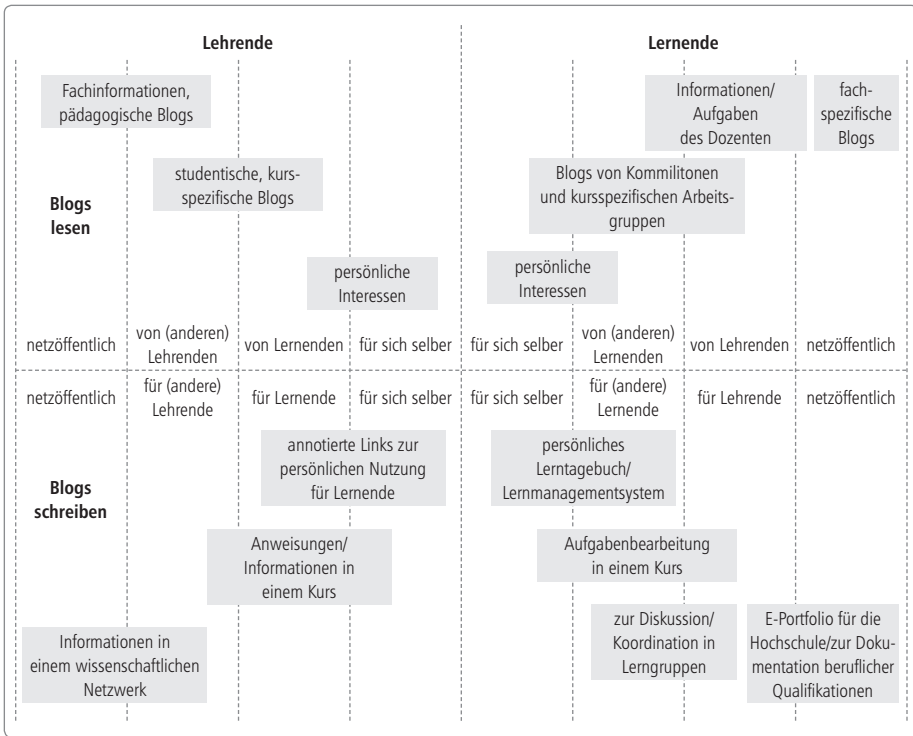 Lehrende
Lernende
Fachinformationen,
pädagogische Blogs
Informationen/
Aufgaben
des Dozenten
fach-
spezifische
Blogs
studentische, kurs-
spezifische Blogs
Blogs von Kommilitonen
und kursspezifischen Arbeits-
gruppen
Blogs
lesen
persönliche
Interessen
persönliche
Interessen
netzöffentlich
von (anderen)
Lehrenden
von Lernenden
für sich selber
für sich selber
von (anderen)
Lernenden
von Lehrenden
netzöffentlich
netzöffentlich
für (andere)
Lehrende
für Lernende
für sich selber
für sich selber
für (andere)
Lernende
für Lehrende
netzöffentlich
annotierte Links zur
persönlichen Nutzung
für Lernende
persönliches
Lerntagebuch/
Lernmanagementsystem
Blogs
schreiben
Anweisungen/
Informationen in
einem Kurs
Aufgabenbearbeitung
in einem Kurs
Informationen in
einem wissenschaftlichen
Netzwerk
zur Diskussion/
Koordination in
Lerngruppen
E-Portfolio für die
Hochschule/zur Doku-
mentation beruflicher
Qualifikationen